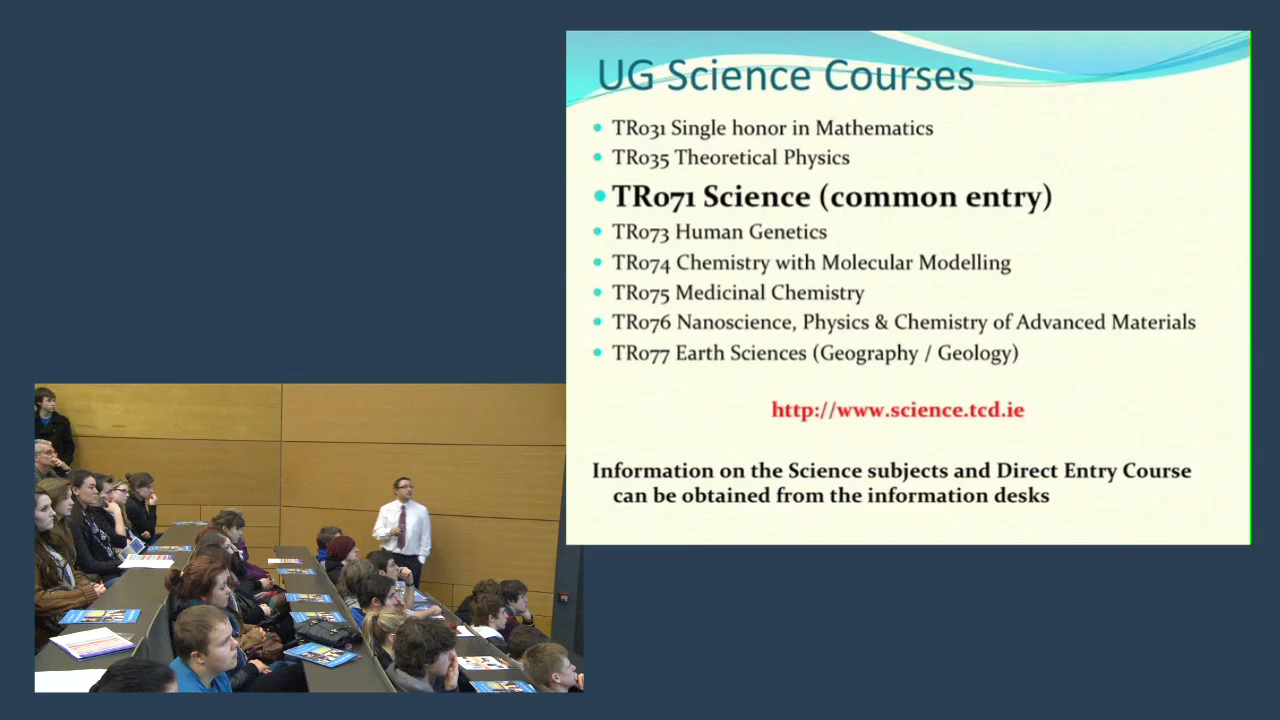 UG Science Courses
• TR031 Single honor in Mathematics
• TR035 Theoretical Physics
• TR071 Science (common entry)
• TR073 Human Genetics
• TR074 Chemistry with Molecular Modelling
• TR075 Medicinal Chemistry
• TR076 Nanoscience, Physics & Chemistry of Advanced Materials
• TR077 Earth Sciences (Geography / Geology)
http://www.science.tcd.ie
Information on the Science subjects and Direct Entry Course
can be obtained from the information desks